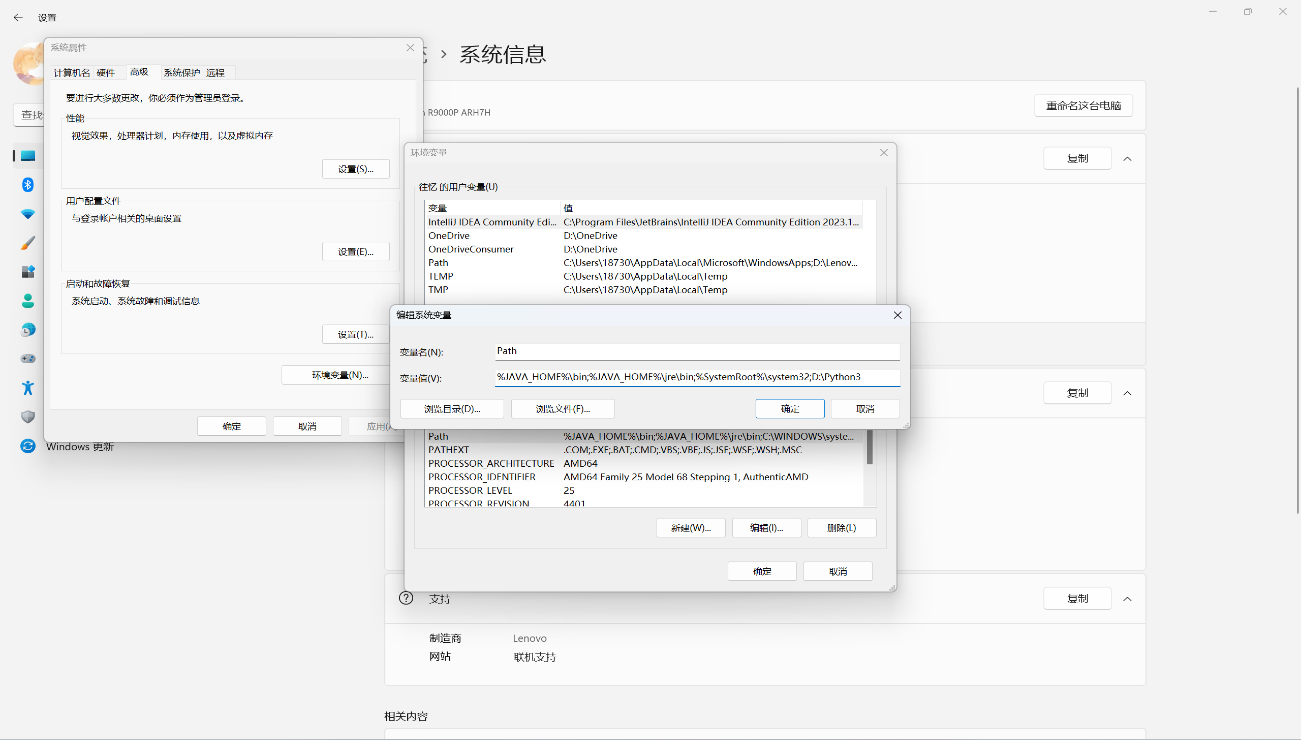 设置
系统属性
计算机名 硬件 高级 系统保护 远程
要进行大多数更改，你必须作为管理员登录。
性能
视觉效果，处理器计划，内存使用，以及虚拟内存
设置(S)...
用户配置文件
与登录帐户相关的桌面设置
设置(E)...
启动和故障恢复
系统启动、系统故障和调试信息
设置(T)...
环境变量(N)...
确定
取消
应用(
Windows 更新
› 系统信息
R9000P ARH7H
重命名这台电脑
复制
环境变量
往忆 的用户变量(U)
变量 值
IntelliJ IDEA Community Edi... C:\Program Files\JetBrains\IntelliJ IDEA Community Edition 2023.1...
OneDrive D:\OneDrive
OneDriveConsumer D:\OneDrive
Path C:\Users\18730\AppData\Local\Microsoft\WindowsApps;D:\Lenov...
TEMP C:\Users\18730\AppData\Local\Temp
TMP C:\Users\18730\AppData\Local\Temp
编辑系统变量
变量名(N): Path
变量值(V): %JAVA_HOME%\bin;%JAVA_HOME%\jre\bin;%SystemRoot%\system32;D:\Python3
浏览目录(D)...
浏览文件(F)...
确定
取消
复制
Path %JAVA_HOME%\bin;%JAVA_HOME%\jre\bin;C:\WINDOWS\syste...
PATHEXT .COM;.EXE;.BAT;.CMD;.VBS;.VBE;.JS;.JSE;.WSF;.WSH;.MSC
PROCESSOR_ARCHITECTURE AMD64
PROCESSOR_IDENTIFIER AMD64 Family 25 Model 68 Stepping 1, AuthenticAMD
PROCESSOR_LEVEL 25
PROCESSOR_REVISION 4401
新建(W)...
编辑(I)...
删除(L)
确定
取消
支持
复制
制造商 Lenovo
网站 联机支持
相关内容